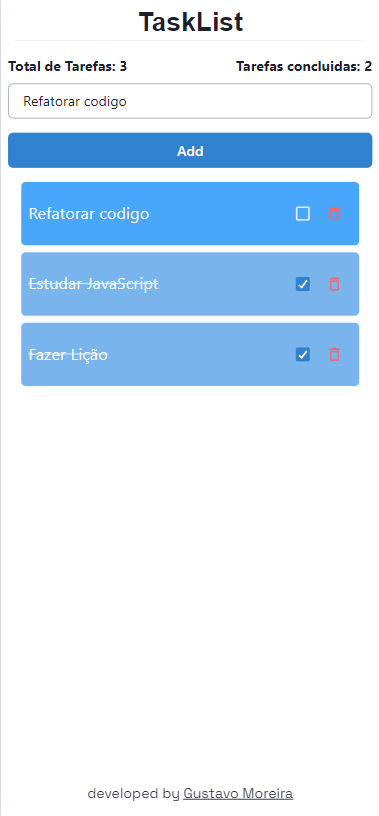 TaskList
Total de Tarefas: 3 Tarefas concluidas: 2
Refatorar codigo
Add
Refatorar codigo
Estudar JavaScript
Fazer Lição
developed by Gustavo Moreira